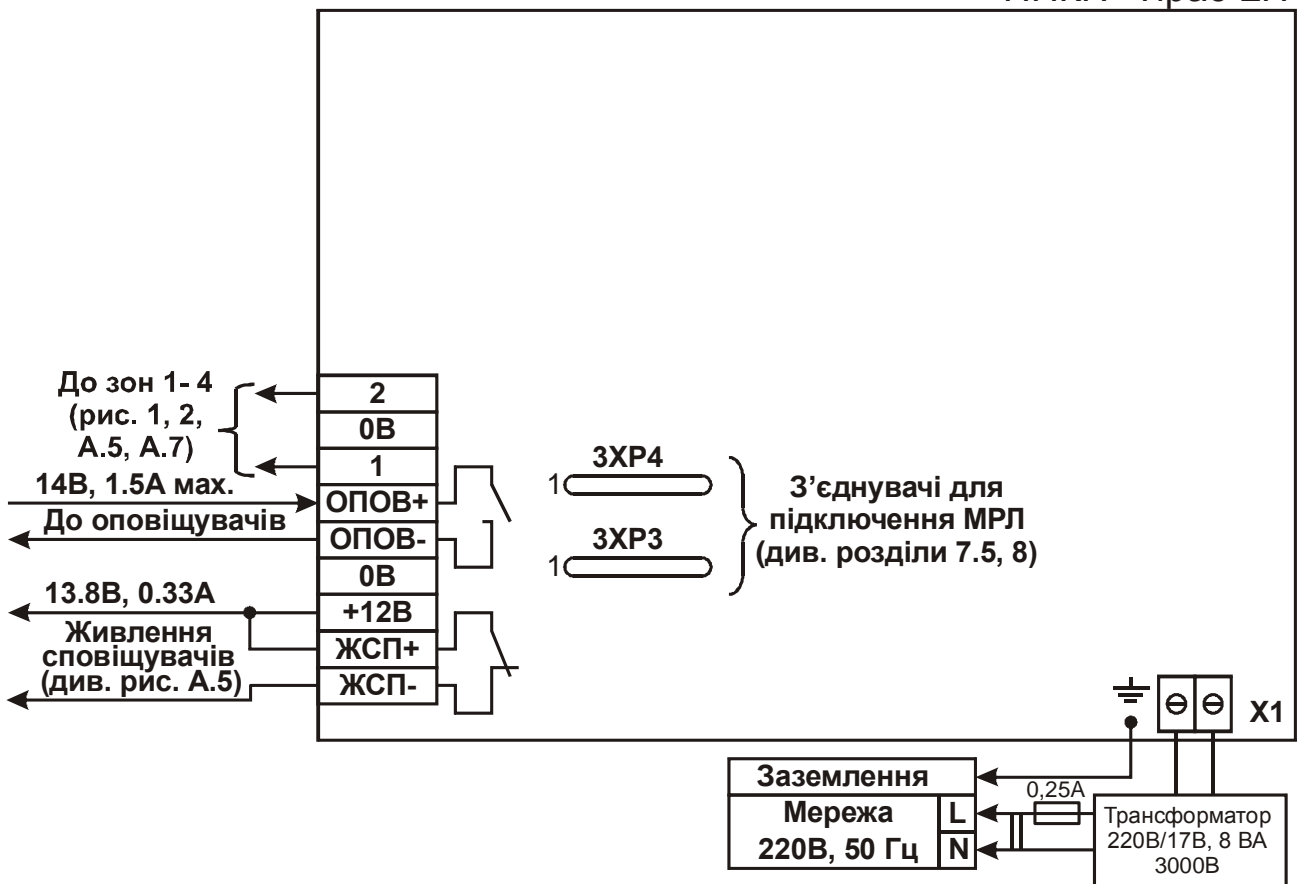 До зон 1- 4
(рис. 1, 2,
А.5, А.7)
14В, 1.5А мах.
До оповіщувачів
13.8В, 0.33А
Живлення
сповіщувачів
(див. рис. А.5)
2
0В
1
ОПОВ+
ОПОВ-
0В
+12В
ЖСП+
ЖСП-
3XP4
1
3XP3
1
З’єднувачі для
підключення МРЛ
(див. розділи 7.5, 8)
X1
Заземлення
Мережа
220В, 50 Гц
L
N
0,25А
Трансформатор
220В/17В, 8 ВА
3000В